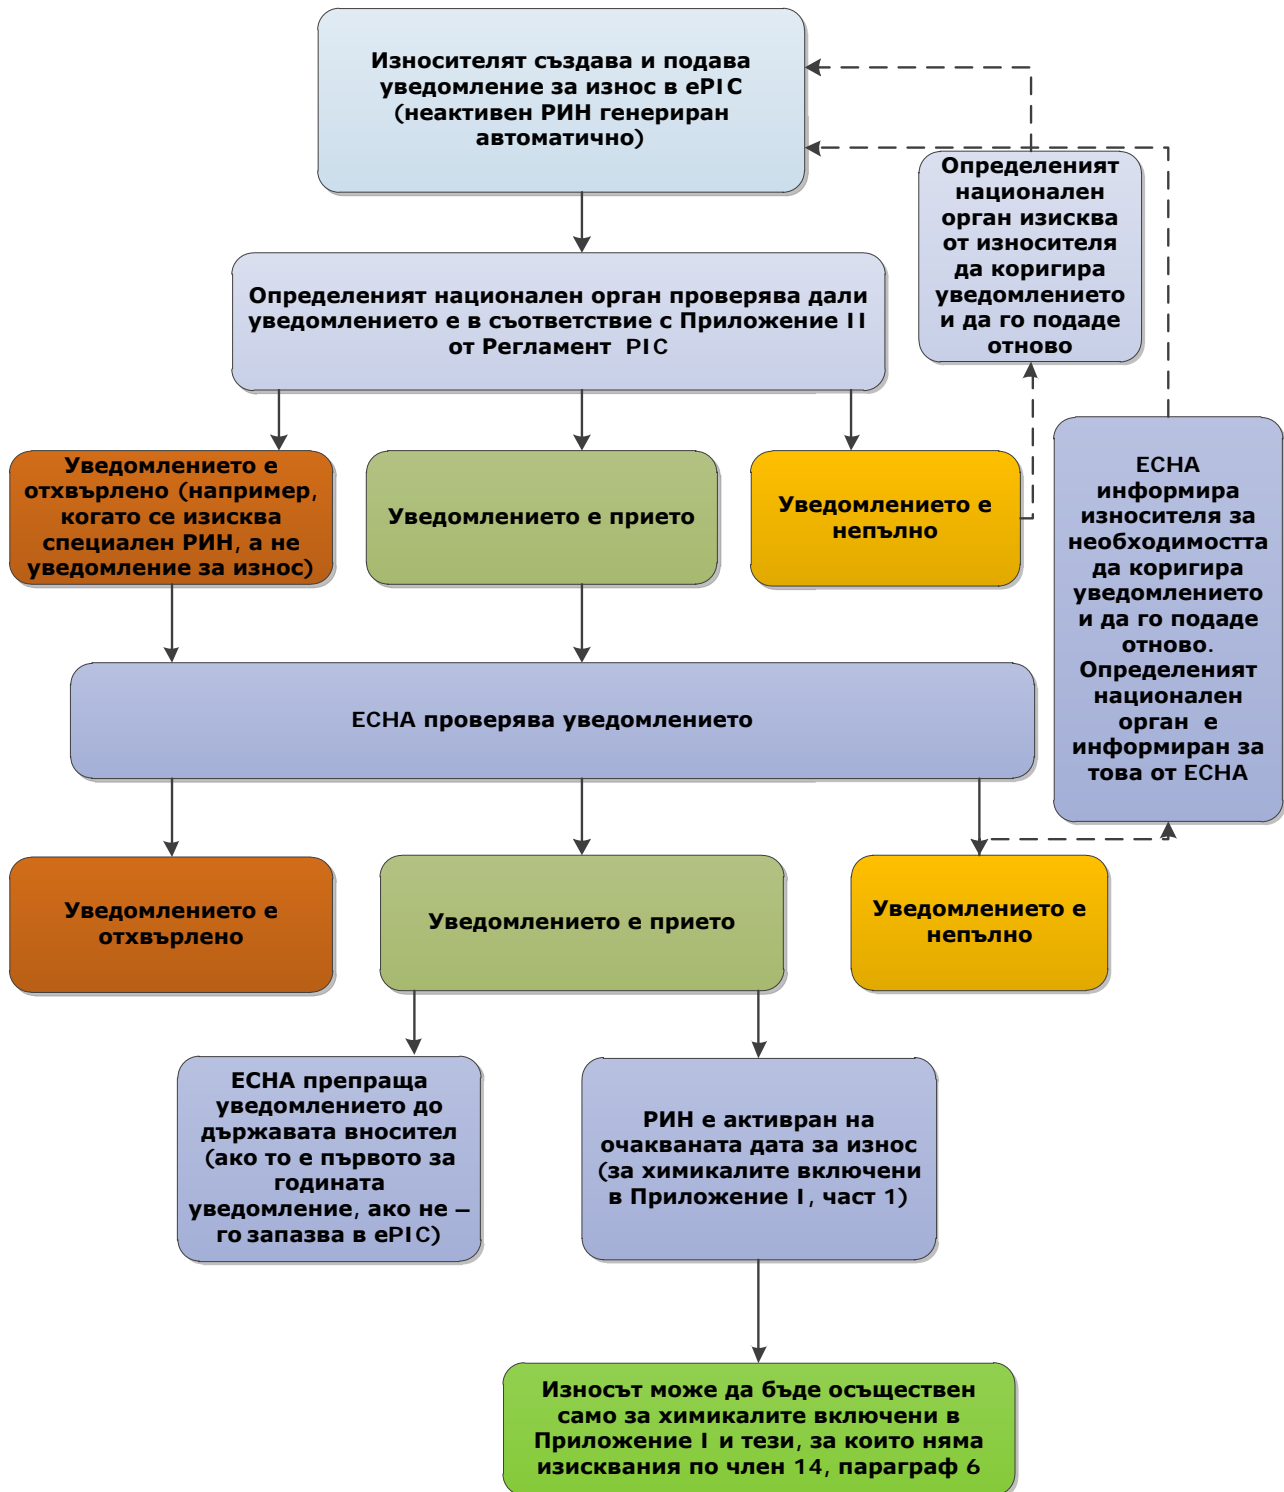 Износителят създава и подава
уведомление за износ в ePIC
(неактивен РИН генериран
автоматично)
Определеният
национален
орган изисква
от износителя
да коригира
уведомлението
и да го подаде
отново
Определеният национален орган проверява дали
уведомлението е в съответствие с Приложение II
от Регламент PIC
Уведомлението е
отхвърлено (например,
когато се изисква
специален РИН, а не
уведомление за износ)
Уведомлението е прието
Уведомлението е
непълно
ECHA
информира
износителя за
необходимостта
да коригира
уведомлението
и да го подаде
отново.
Определеният
национален
орган е
информиран за
това от ECHA
ECHA проверява уведомлението
Уведомлението е
отхвърлено
Уведомлението е прието
Уведомлението е
непълно
ECHA препраща
уведомлението до
държавата вносител
(ако то е първото за
годината
уведомление, ако не –
го запазва в ePIC)
РИН е активран на
очакваната дата за износ
(за химикалите включени
в Приложение I, част 1)
Износът може да бъде осъществен
само за химикалите включени в
Приложение I и тези, за които няма
изисквания по член 14, параграф 6